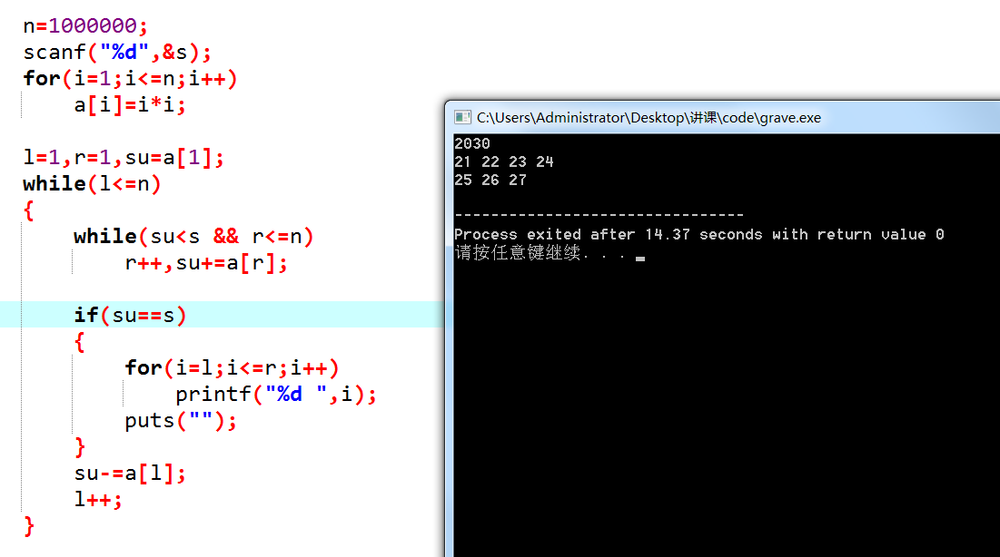 n=1000000;
scanf("%d",&s);
for(i=1;i<=n;i++)
a[i]=i*i;
l=1,r=1,su=a[1];
while(l<=n)
{
while(su<s && r<=n)
r++,su+=a[r];
if(su==s)
{
for(i=l;i<=r;i++)
printf("%d ",i);
puts("");
}
su-=a[l];
l++;
}
C:\Users\Administrator\Desktop\讲课\code\grave.exe
2030
21 22 23 24
25 26 27
--------------------------------
Process exited after 14.37 seconds with return value 0
请按任意键继续. . .